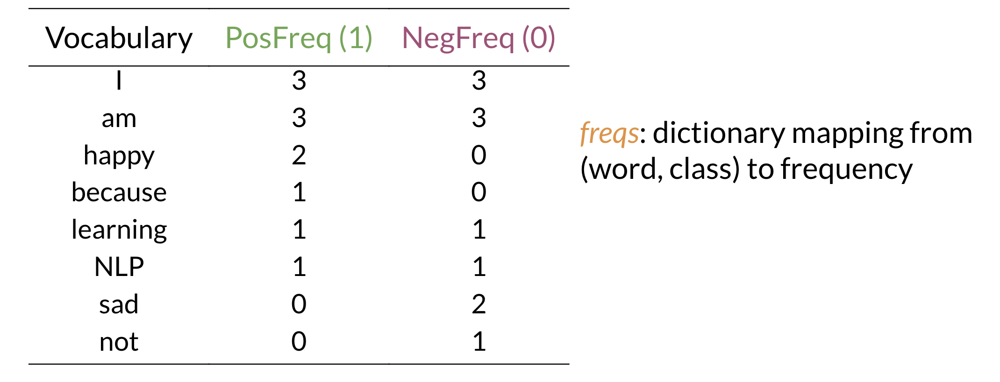 Vocabulary PosFreq (1) NegFreq (0)
I 3 3
am 3 3
happy 2 0
because 1 0
learning 1 1
NLP 1 1
sad 0 2
not 0 1
freqs: dictionary mapping from
(word, class) to frequency